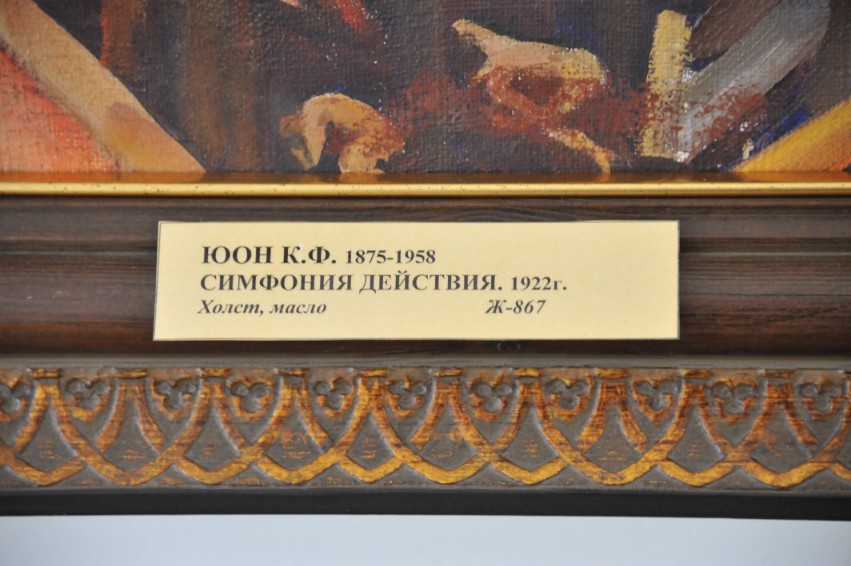 ЮОН К.Ф. 1875-1958
СИМФОНИЯ ДЕЙСТВИЯ. 1922г.
Холст, масло Ж-867